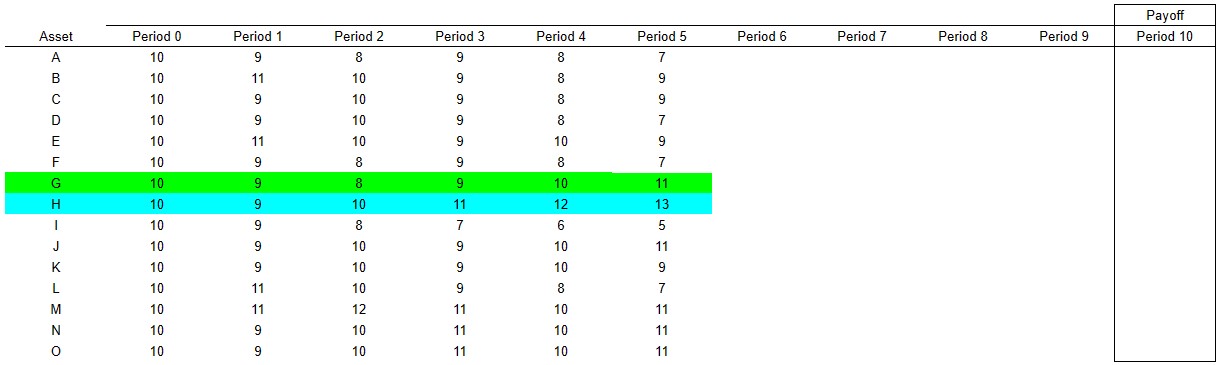 Payoff
Asset Period 0 Period 1 Period 2 Period 3 Period 4 Period 5 Period 6 Period 7 Period 8 Period 9 Period 10
A 10 9 8 9 8 7
B 10 11 10 9 8 9
C 10 9 10 9 8 9
D 10 9 10 9 8 7
E 10 11 10 9 10 9
F 10 9 8 9 8 7
G 10 9 8 9 10 11
H 10 9 10 11 12 13
I 10 9 8 7 6 5
J 10 9 10 9 10 11
K 10 9 10 9 10 9
L 10 11 10 9 8 7
M 10 11 12 11 10 11
N 10 9 10 11 10 11
O 10 9 10 11 10 11